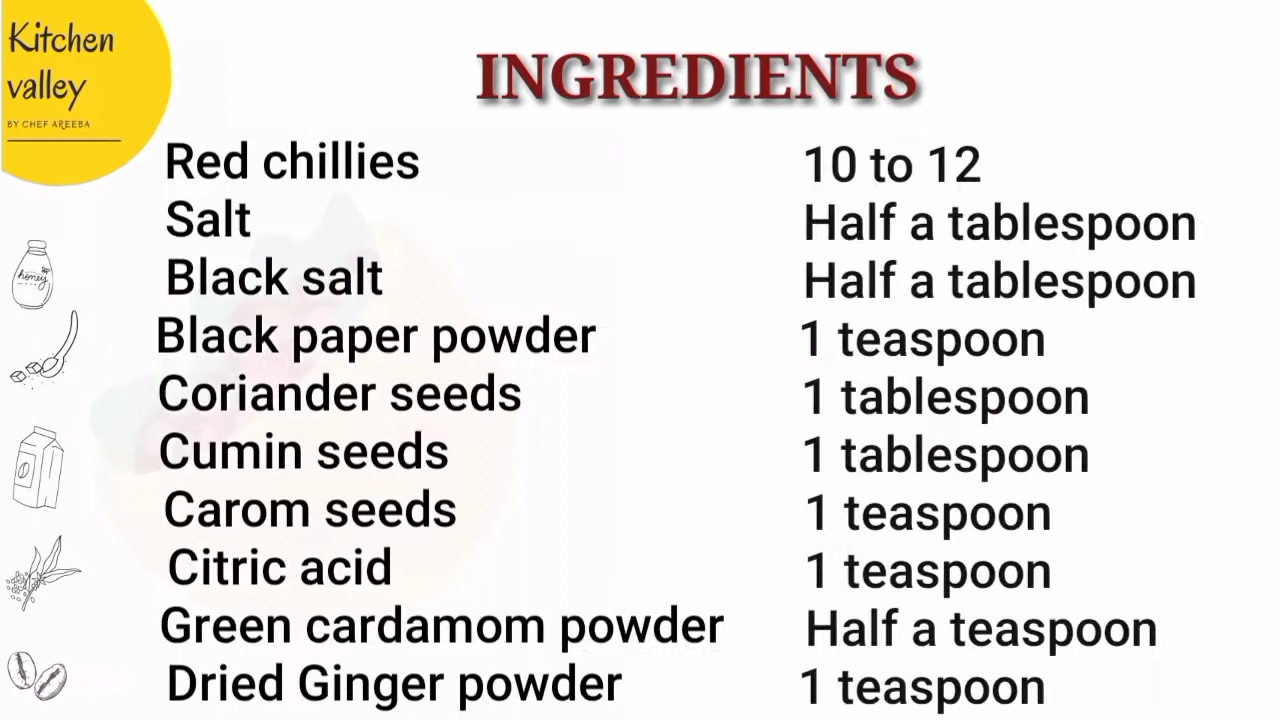 Kitchen
valley
BY CHEF AREEBA
INGREDIENTS
Red chillies 10 to 12
Salt Half a tablespoon
Black salt Half a tablespoon
Black paper powder 1 teaspoon
Coriander seeds 1 tablespoon
Cumin seeds 1 tablespoon
Carom seeds 1 teaspoon
Citric acid 1 teaspoon
Green cardamom powder Half a teaspoon
Dried Ginger powder 1 teaspoon
honey